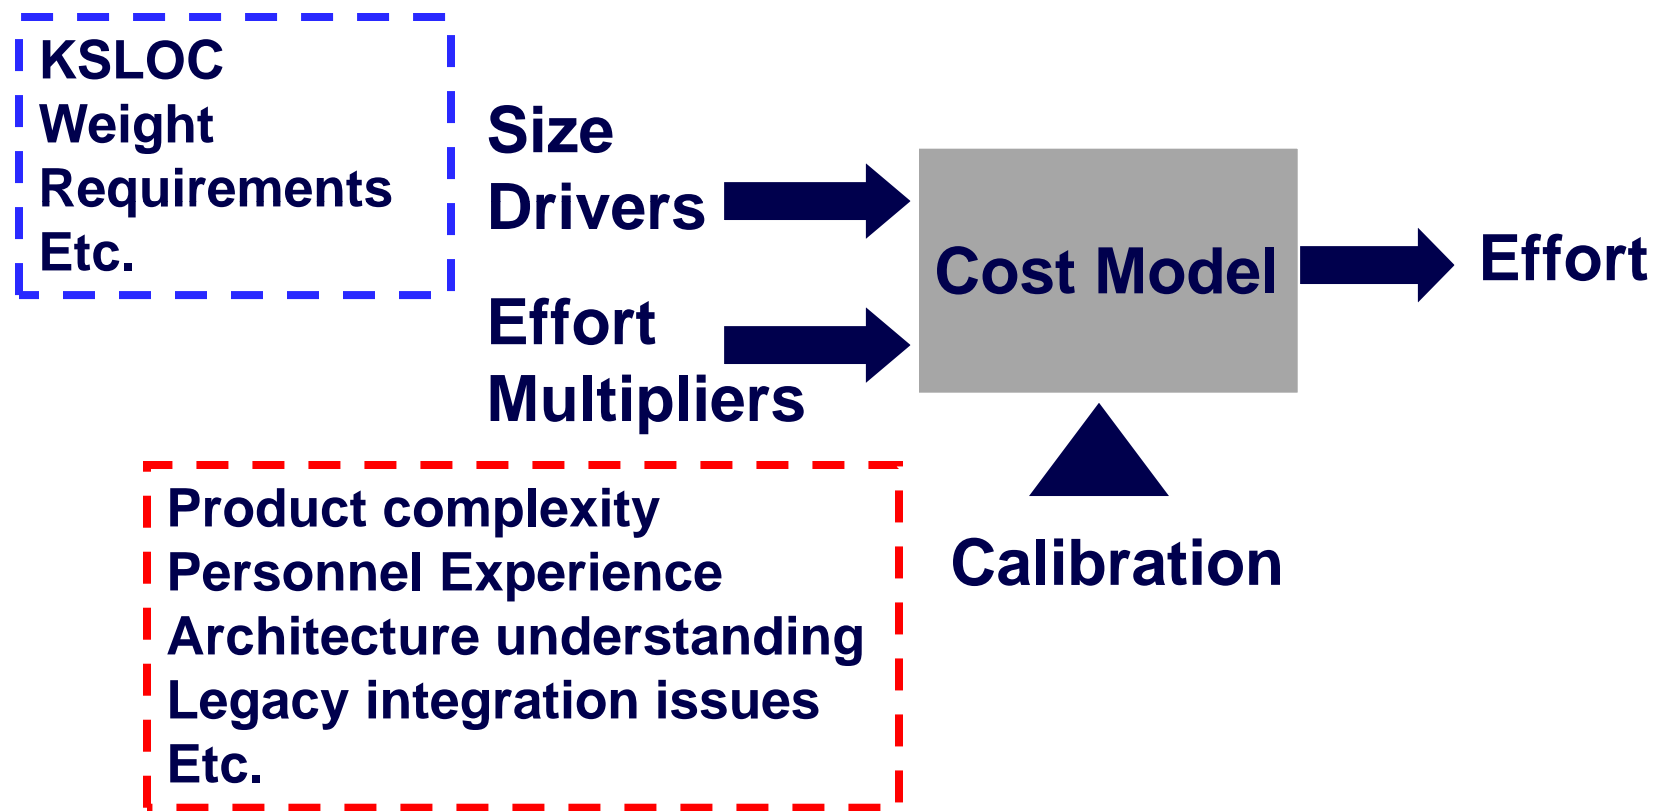 KSLOC
Weight
Requirements
Etc.
Size
Drivers
Effort
Multipliers
Cost Model
Effort
Calibration
Product complexity
Personnel Experience
Architecture understanding
Legacy integration issues
Etc.